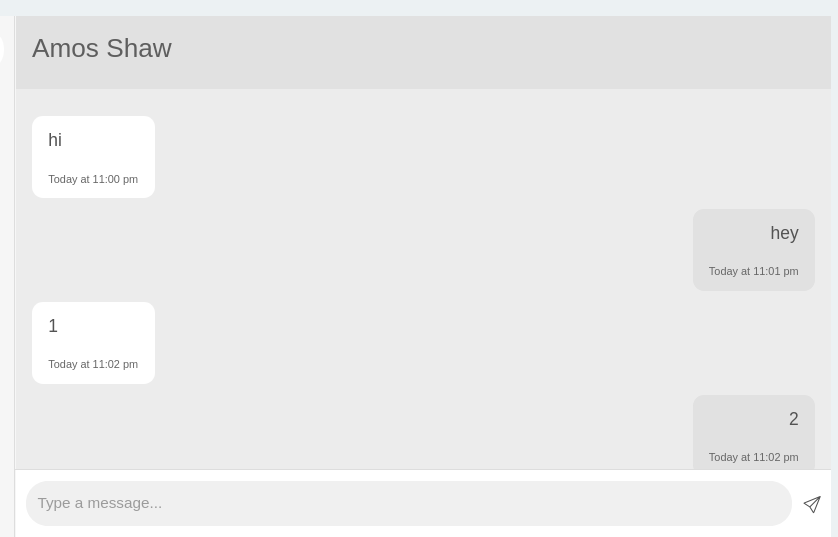 Amos Shaw
hi
Today at 11:00 pm
hey
Today at 11:01 pm
1
Today at 11:02 pm
2
Today at 11:02 pm
Type a message...